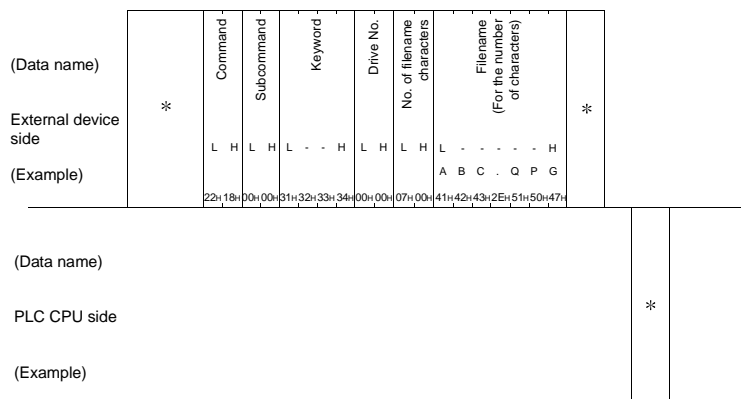 (Data name)
Command
Subcommand
Keyword
Drive No.
No. of filename
characters
Filename
(For the number
of characters)
External device
side
*
*
L H L H L - - H L H L H L - - - - - H
(Example)
A B C . Q P G
22H 18H 00H 00H 31H 32H 33H 34H 00H 00H 07H 00H 41H 42H 43H 2EH 51H 50H 47H
(Data name)
PLC CPU side
*
(Example)